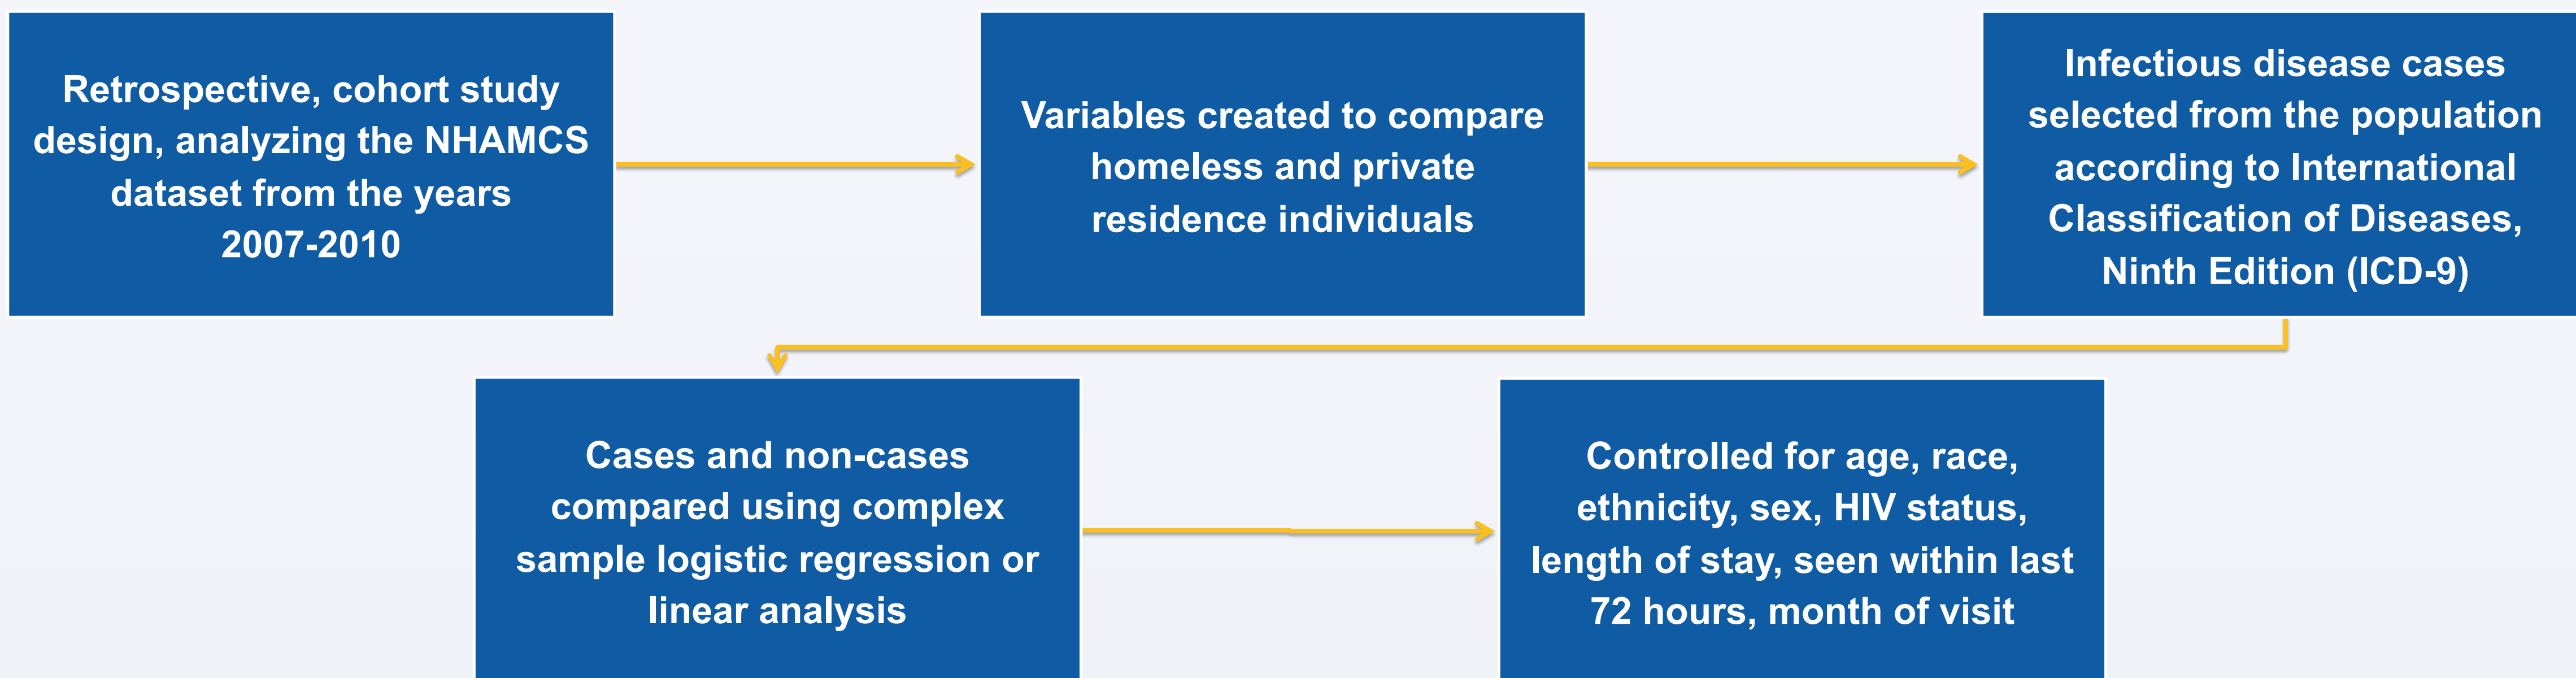 Retrospective, cohort study
design, analyzing the NHAMCS
dataset from the years
2007-2010
Variables created to compare
homeless and private
residence individuals
Infectious disease cases
selected from the population
according to International
Classification of Diseases,
Ninth Edition (ICD-9)
Cases and non-cases
compared using complex
sample logistic regression or
linear analysis
Controlled for age, race,
ethnicity, sex, HIV status,
length of stay, seen within last
72 hours, month of visit